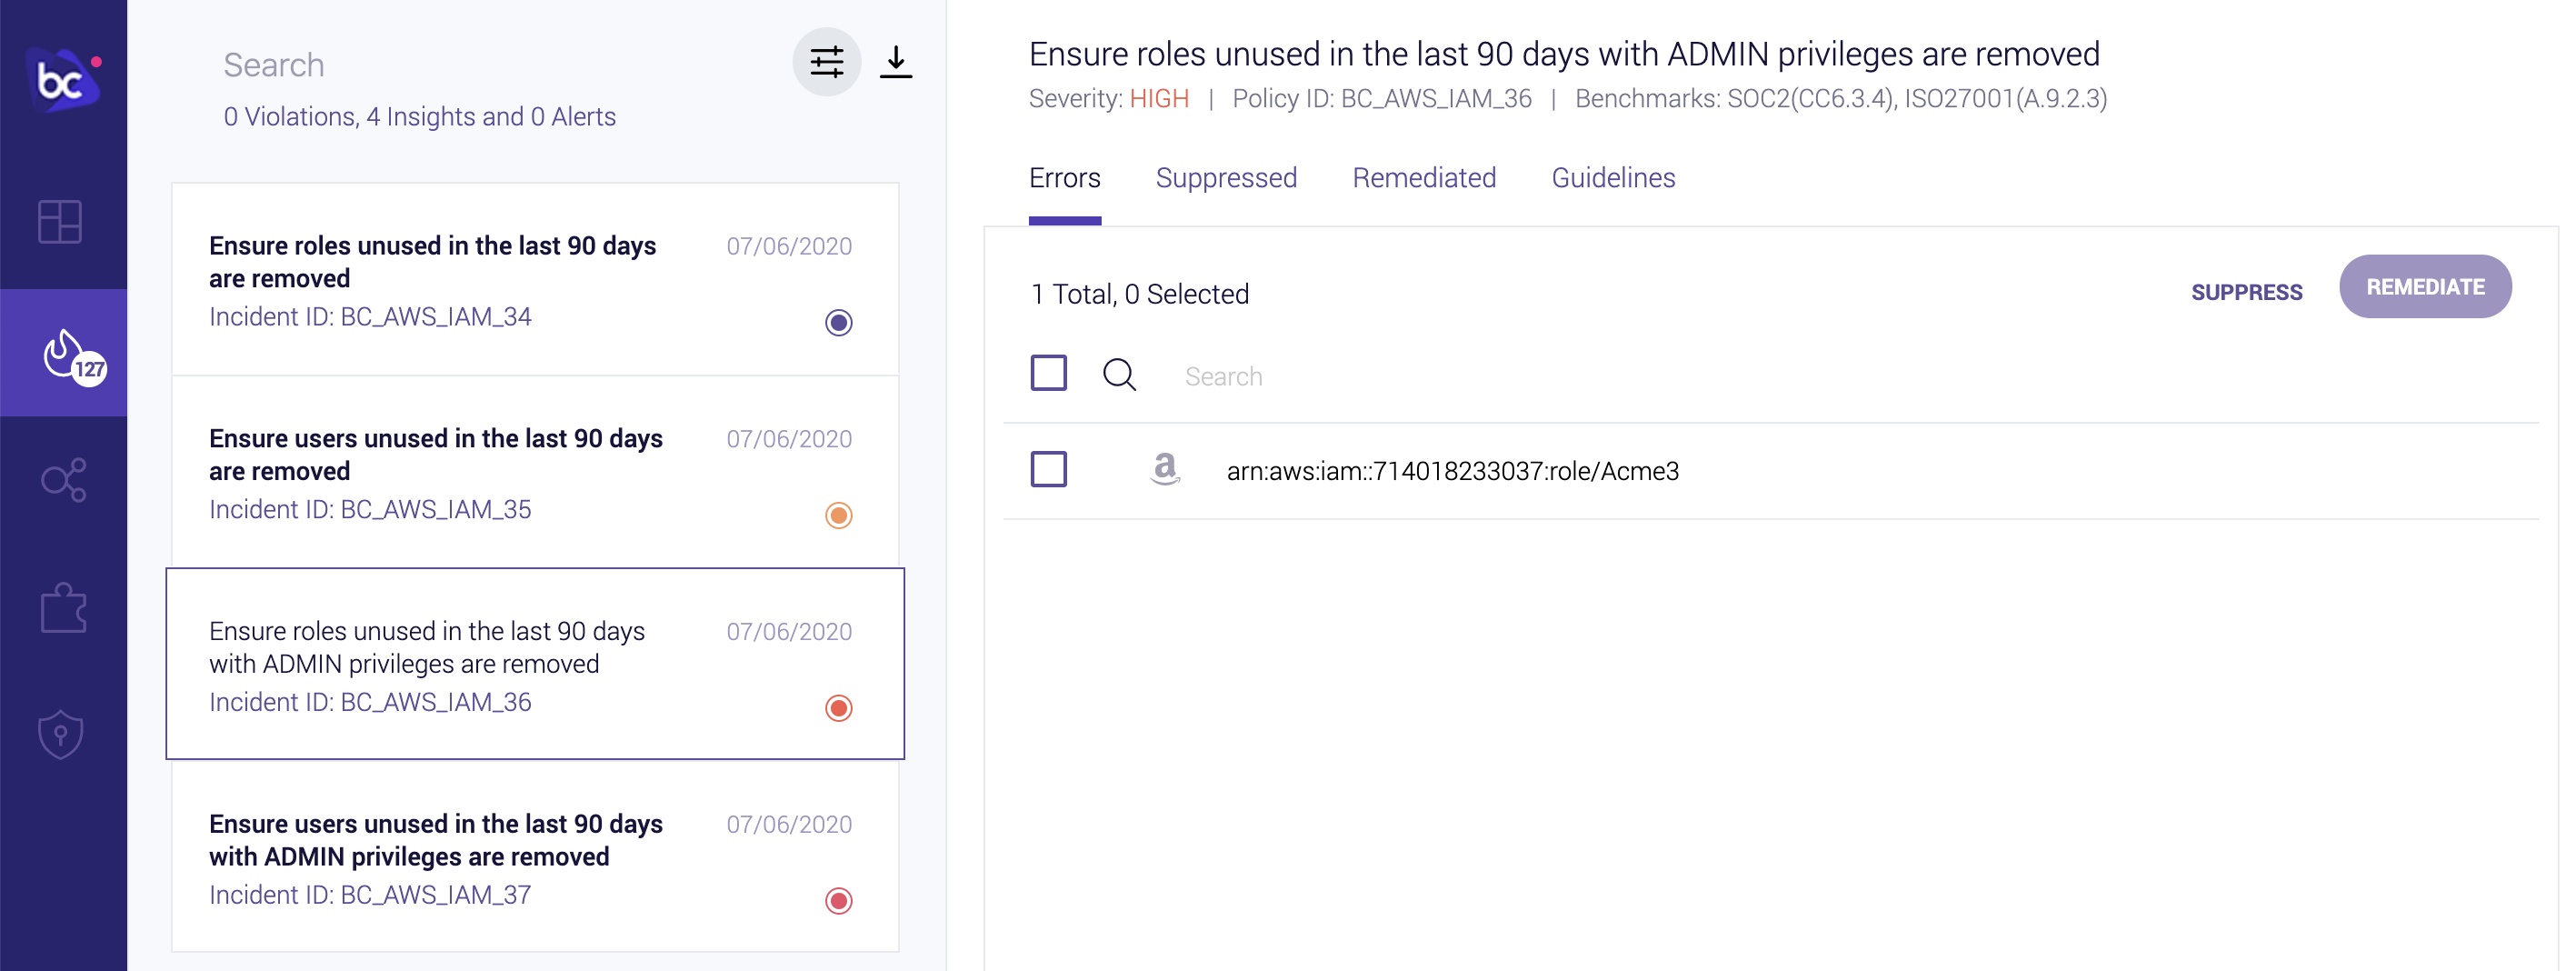 bc
127
Search
0 Violations, 4 Insights and 0 Alerts
Ensure roles unused in the last 90 days
are removed
07/06/2020
Incident ID: BC_AWS_IAM_34
Ensure users unused in the last 90 days
are removed
07/06/2020
Incident ID: BC_AWS_IAM_35
Ensure roles unused in the last 90 days
with ADMIN privileges are removed
07/06/2020
Incident ID: BC_AWS_IAM_36
Ensure users unused in the last 90 days
with ADMIN privileges are removed
07/06/2020
Incident ID: BC_AWS_IAM_37
Ensure roles unused in the last 90 days with ADMIN privileges are removed
Severity: HIGH | Policy ID: BC_AWS_IAM_36 | Benchmarks: SOC2(CC6.3.4), ISO27001(A.9.2.3)
Errors Suppressed Remediated Guidelines
1 Total, 0 Selected
SUPPRESS
REMEDIATE
Search
a
arn:aws:iam::714018233037:role/Acme3